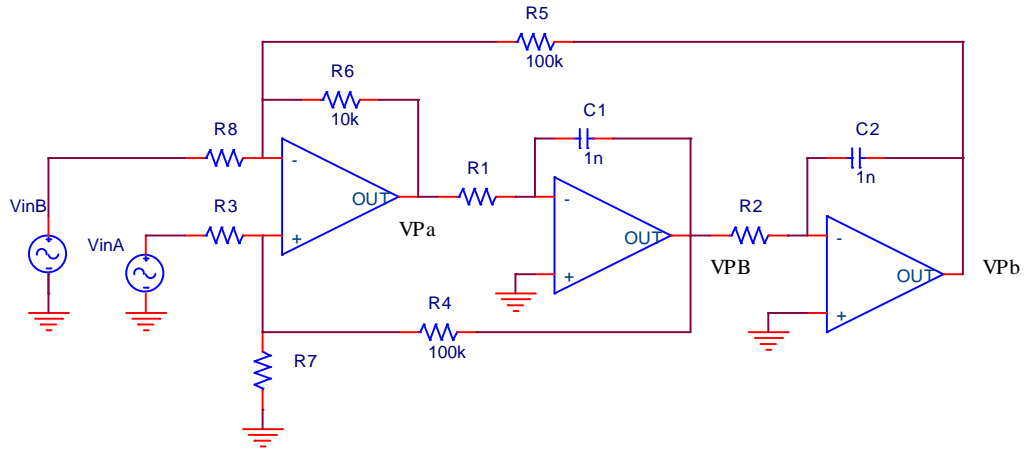 R5
100k
R6
10k
R8
-
C1
1n
C2
1n
R1
VinB
R3
OUT
VPa
-
R2
-
VinA
+
OUT
VPB
OUT
VPb
+
R4
100k
+
R7